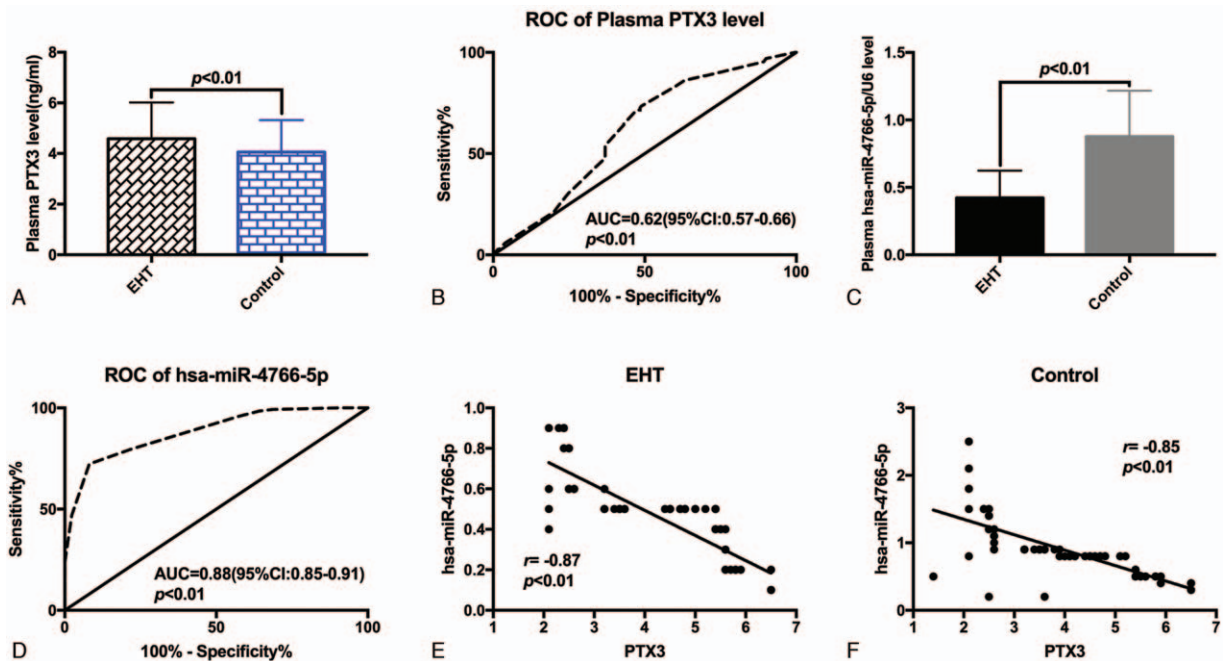 8
6
4
2
0
Plasma PTX3 level(ng/ml)
p<0.01
EHT
Control
A
ROC of Plasma PTX3 level
100
50
0
Sensitivity%
AUC=0.62(95%CI:0.57-0.66)
p<0.01
0
50
100
100% - Specificity%
B
1.5
1.0
0.5
0.0
Plasma hsa-miR-4766-5p/U6 level
p<0.01
EHT
Control
C
ROC of hsa-miR-4766-5p
100
50
0
Sensitivity%
AUC=0.88(95%CI:0.85-0.91)
p<0.01
0
50
100
100% - Specificity%
D
EHT
1.0
0.8
0.6
0.4
0.2
0.0
hsa-miR-4766-5p
r= -0.87
p<0.01
1 2 3 4 5 6 7
PTX3
E
Control
3
2
1
0
hsa-miR-4766-5p
r= -0.85
p<0.01
1 2 3 4 5 6 7
PTX3
F